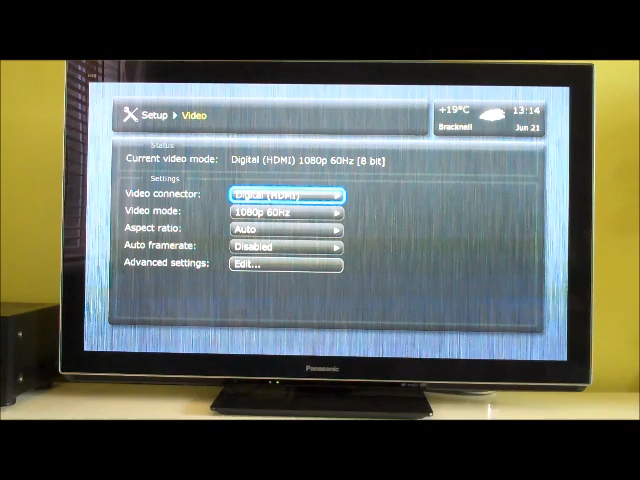 Setup Video
+19°C 13:14
Bracknell Jun 21
Status
Current video mode: Digital (HDMI) 1080p 60Hz [8 bit]
Settings
Video connector: Digital (HDMI)
Video mode: 1080p 60Hz
Aspect ratio: Auto
Auto framerate: Disabled
Advanced settings: Edit...
Panasonic